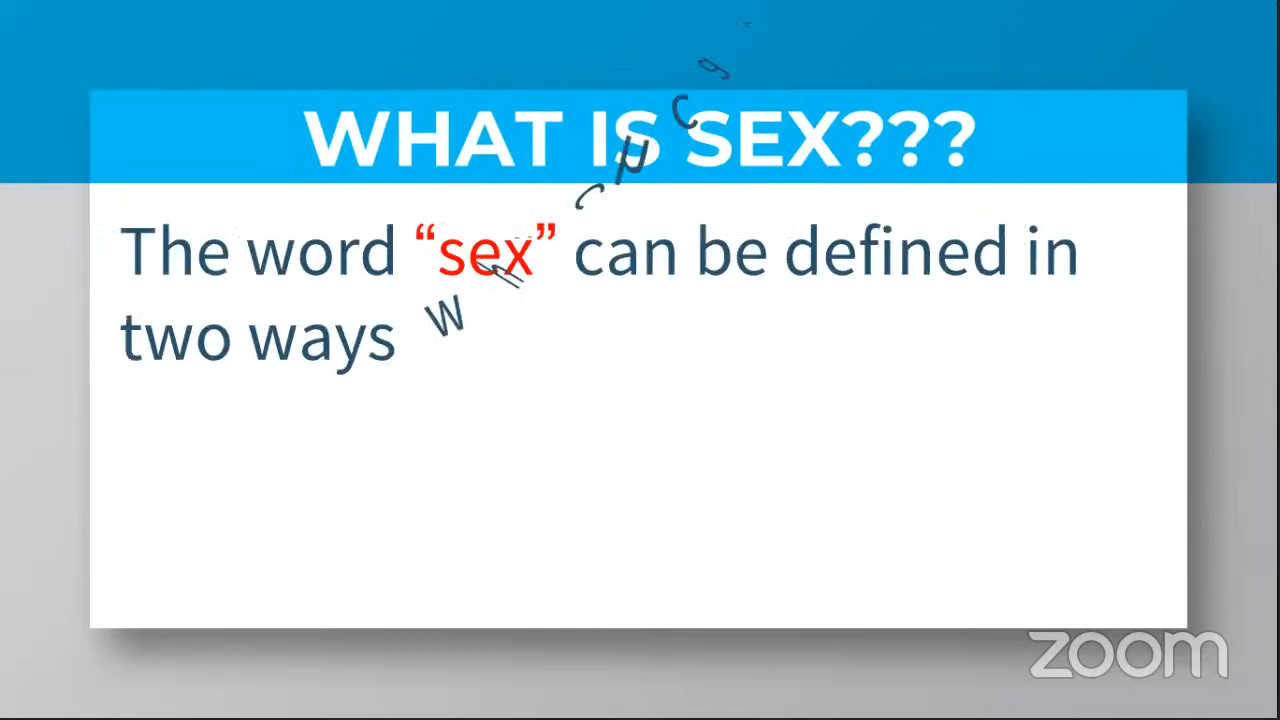 WHAT IS SEX???
The word “sex” can be defined in
two ways
zoom